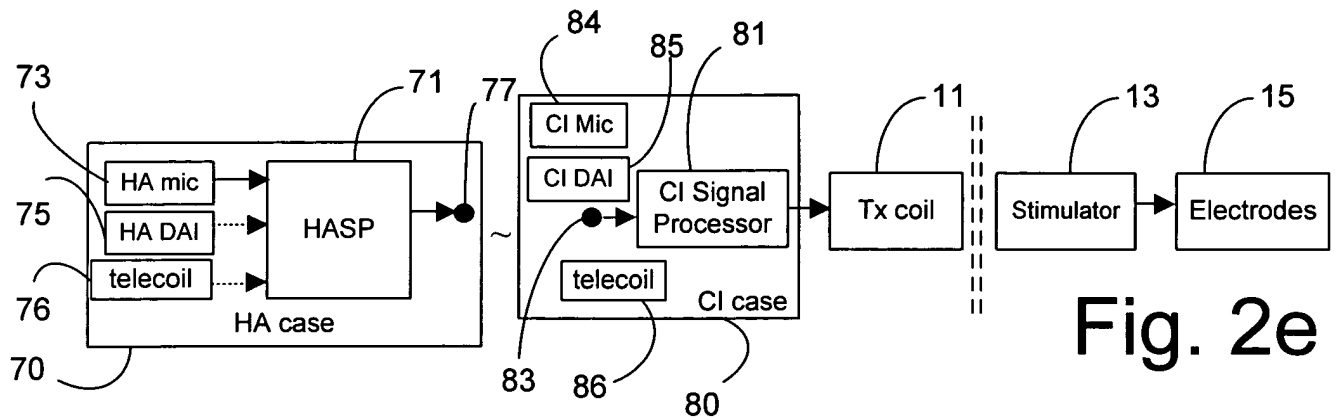 84
81
85
73
71
77
11
13
15
CI Mic
HA mic
CI DAI
CI Signal
Processor
75
HA DAI
HASP
Tx coil
Stimulator
Electrodes
~
telecoil
telecoil
76
HA case
CI case
70
83
86
80
Fig. 2e